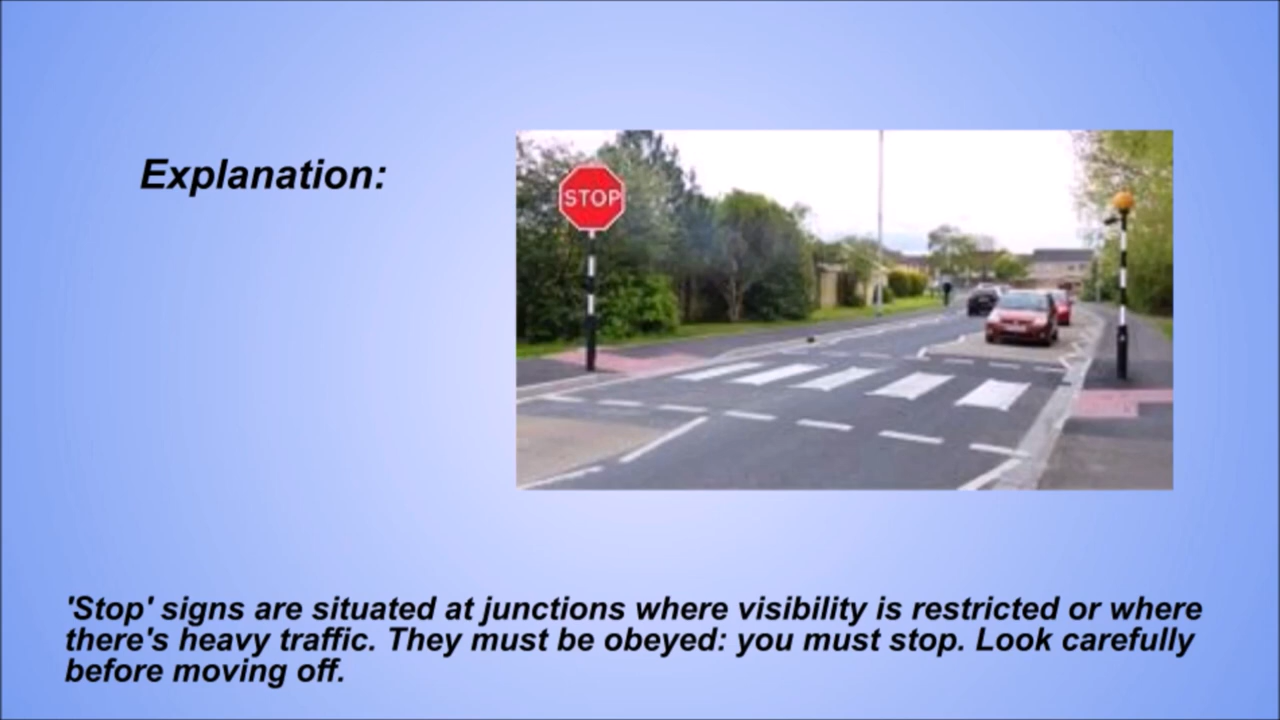 Explanation:
STOP
'Stop' signs are situated at junctions where visibility is restricted or where
there's heavy traffic. They must be obeyed: you must stop. Look carefully
before moving off.